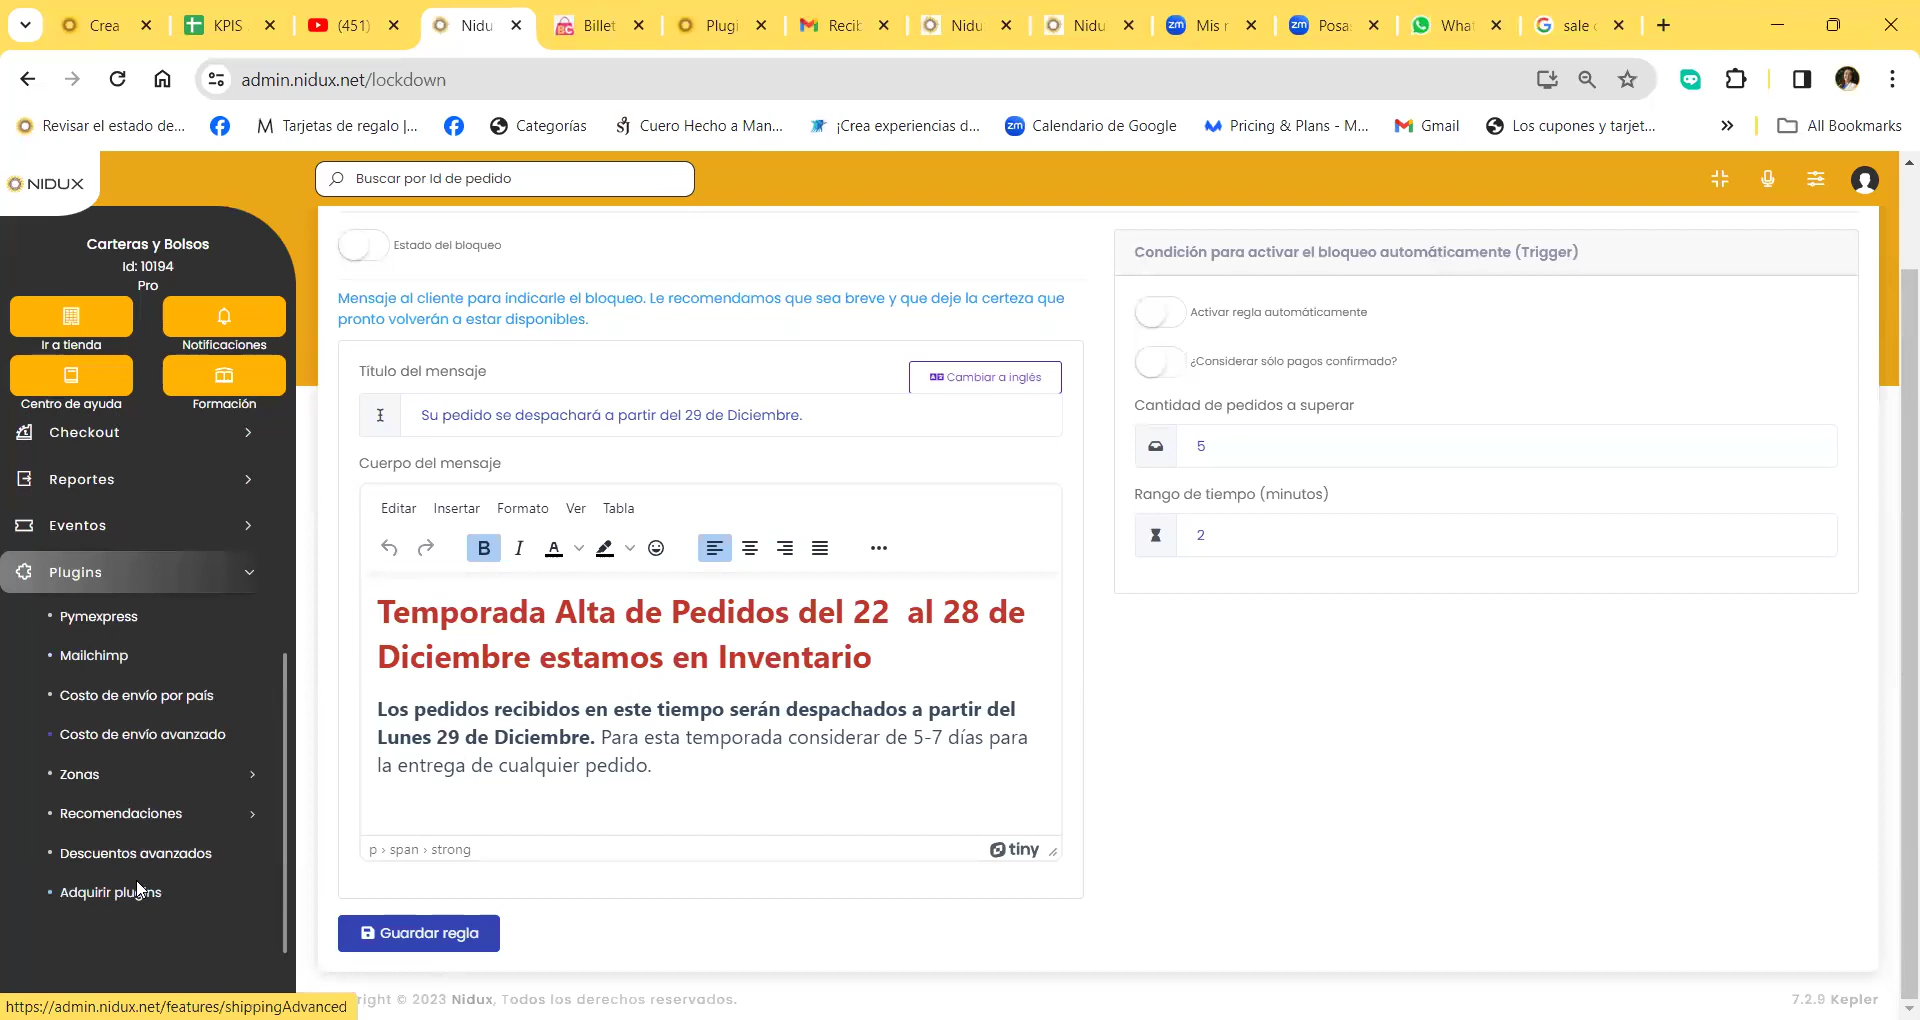 Crea
KPIS
(451)
Nidu
Billet
Plugi
Recib
Nidu
Nidu
Mis r
Posa
What
sale
admin.nidux.net/lockdown
Revisar el estado de...
Tarjetas de regalo |...
Categorías
Cuero Hecho a Man...
¡Crea experiencias d...
Calendario de Google
Pricing & Plans - M...
Gmail
Los cupones y tarjet...
All Bookmarks
NIDUX
Buscar por Id de pedido
Carteras y Bolsos
Id: 10194
Pro
Ir a tienda
Notificaciones
Centro de ayuda
Formación
Checkout
Reportes
Eventos
Plugins
Pymexpress
Mailchimp
Costo de envío por país
Costo de envío avanzado
Zonas
Recomendaciones
Descuentos avanzados
Adquirir plugins
https://admin.nidux.net/features/shippingAdvanced
Estado del bloqueo
Mensaje al cliente para indicarle el bloqueo. Le recomendamos que sea breve y que deje la certeza que
pronto volverán a estar disponibles.
Título del mensaje
Cambiar a inglés
Su pedido se despachará a partir del 29 de Diciembre.
Cuerpo del mensaje
Editar Insertar Formato Ver Tabla
B I A
Temporada Alta de Pedidos del 22 al 28 de
Diciembre estamos en Inventario
Los pedidos recibidos en este tiempo serán despachados a partir del
Lunes 29 de Diciembre. Para esta temporada considerar de 5-7 días para
la entrega de cualquier pedido.
p › span › strong
tiny
Guardar regla
Condición para activar el bloqueo automáticamente (Trigger)
Activar regla automáticamente
¿Considerar sólo pagos confirmado?
Cantidad de pedidos a superar
5
Rango de tiempo (minutos)
2
right © 2023 Nidux, Todos los derechos reservados.
7.2.9 Kepler